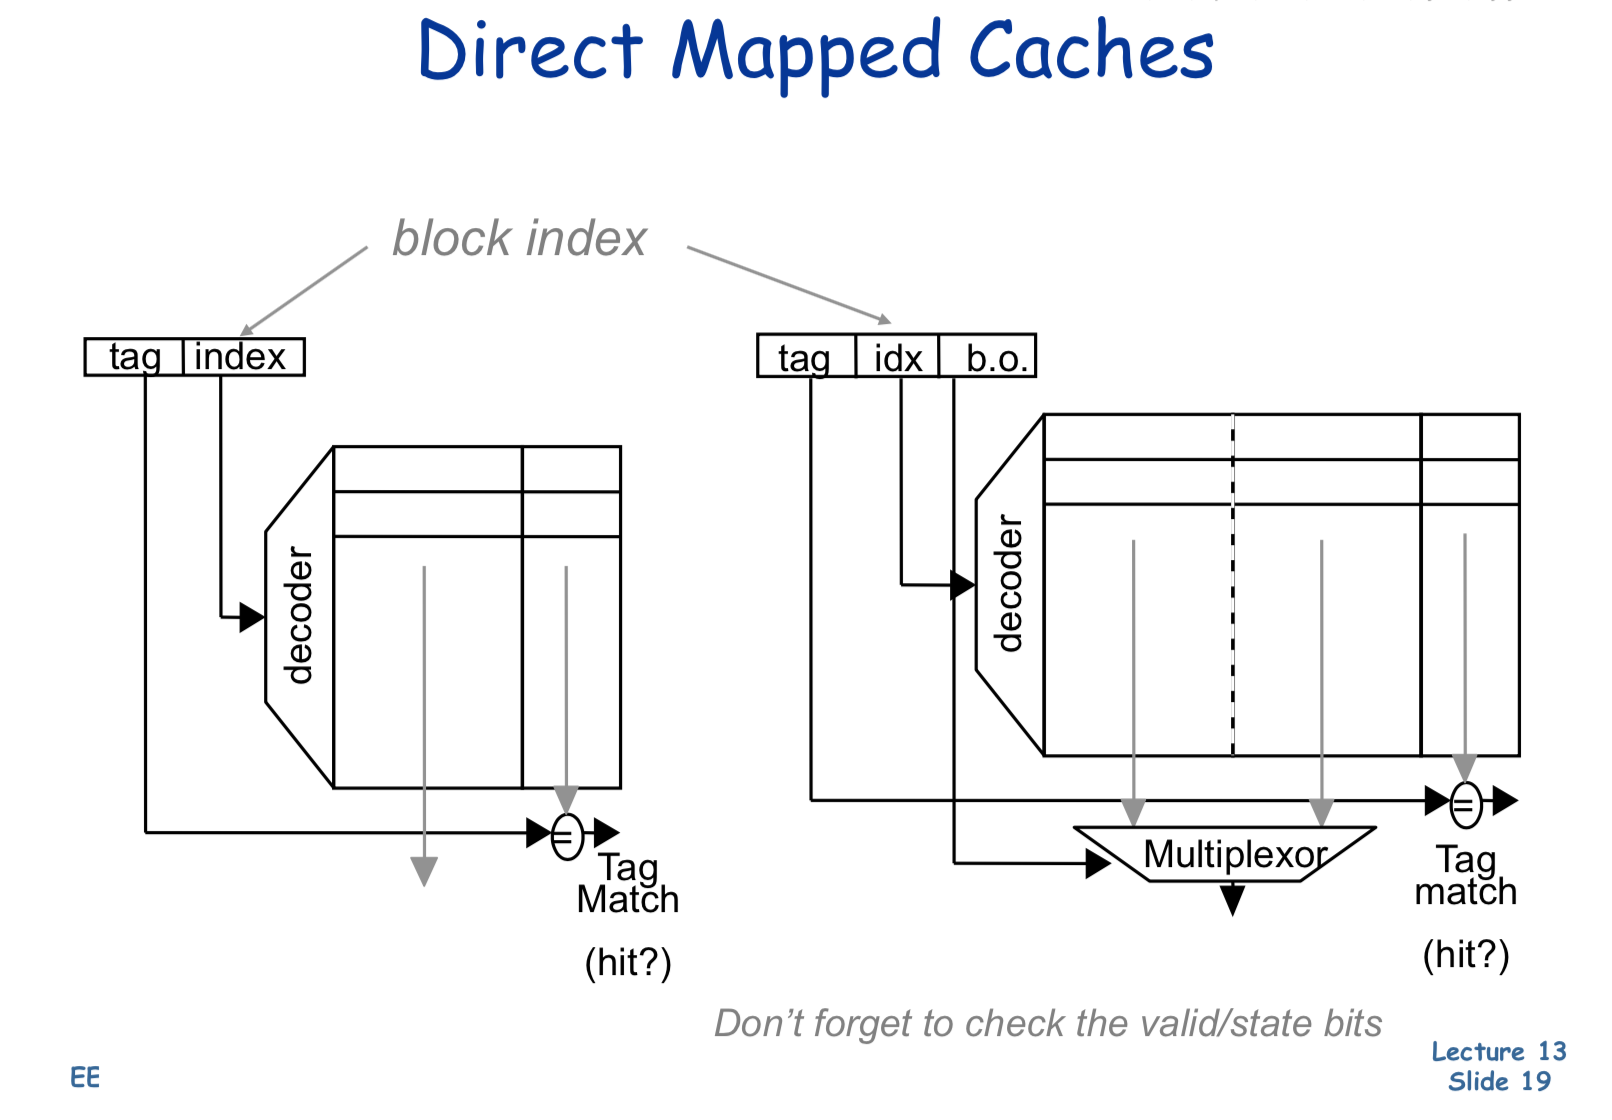 Direct Mapped Caches
block index
tag index
tag idx b.o.
decoder
decoder
=
Tag
Match
(hit?)
Multiplexor
=
Tag
match
(hit?)
Don't forget to check the valid/state bits
EE
Lecture 13
Slide 19